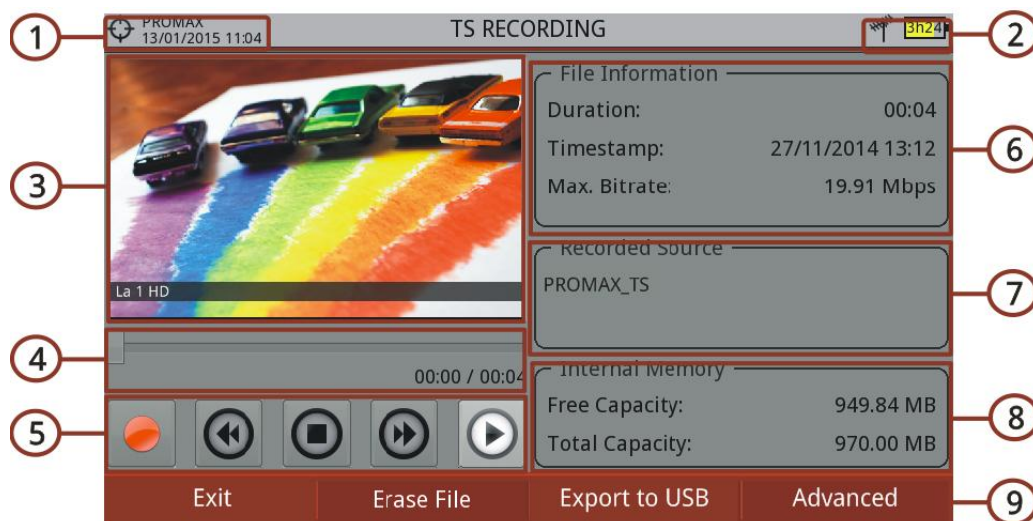 PROMAX
13/01/2015 11:04
TS RECORDING
3h24
1
2
3
La 1 HD
File Information
Duration: 00:04
Timestamp: 27/11/2014 13:12
Max. Bitrate: 19.91 Mbps
6
Recorded Source
PROMAX_TS
7
4
00:00 / 00:04
5
Internal Memory
Free Capacity: 949.84 MB
Total Capacity: 970.00 MB
8
Exit
Erase File
Export to USB
Advanced
9